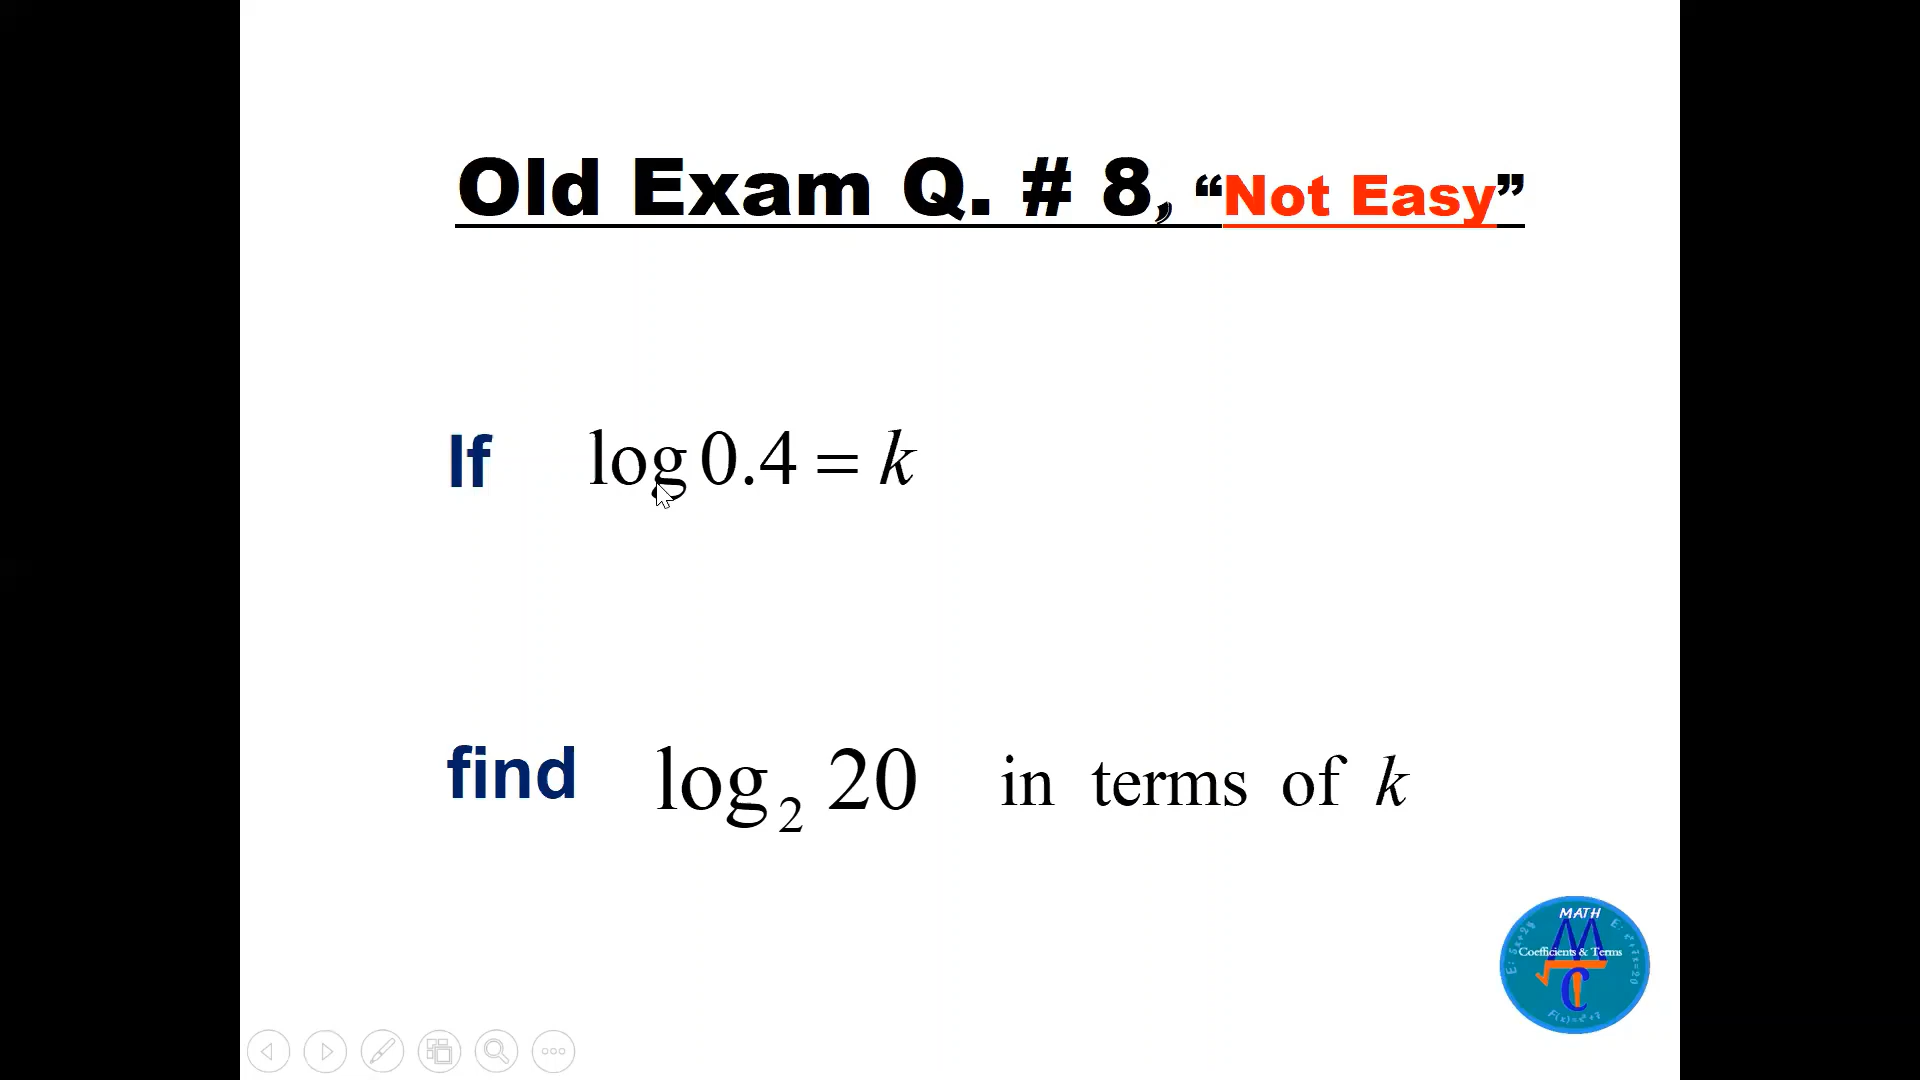 Old Exam Q. # 8, “Not Easy”
If log 0.4 = k
find log₂ 20 in terms of k
MATH
Coefficients & Terms